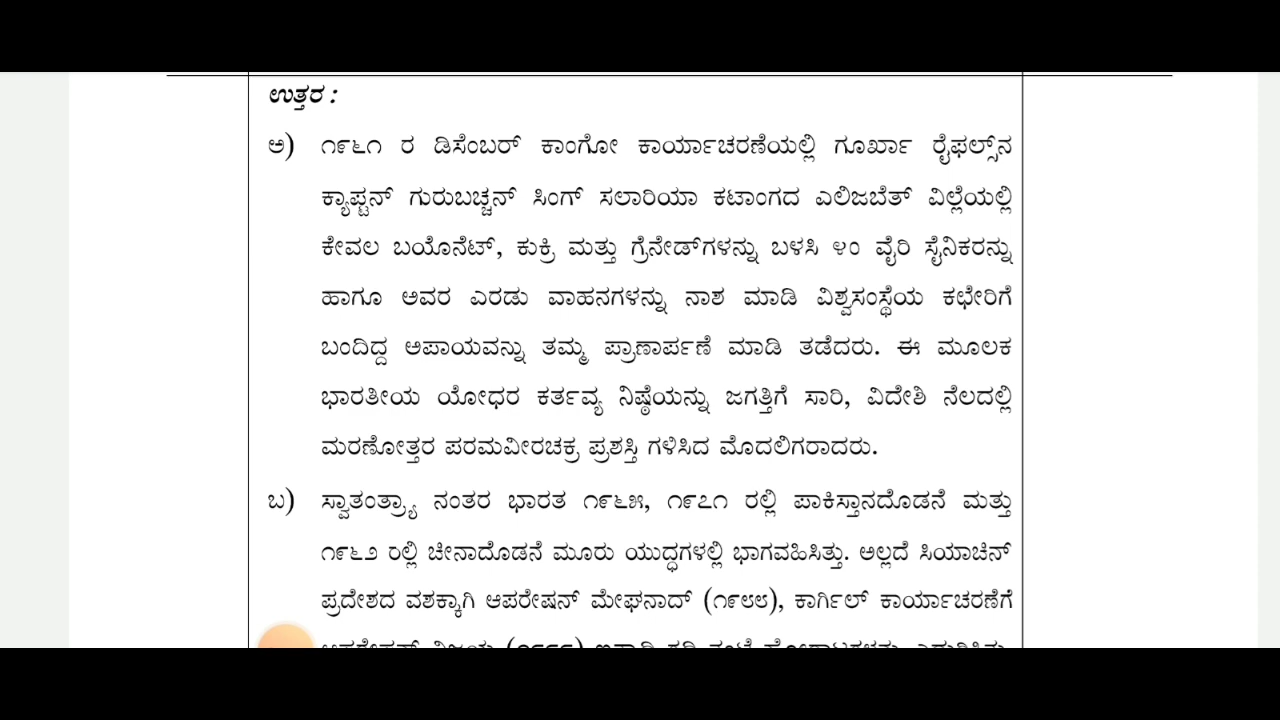 ಉತ್ತರ :
ಅ) ೧೯೬೧ ರ ಡಿಸೆಂಬರ್ ಕಾಂಗೋ ಕಾರ್ಯಾಚರಣೆಯಲ್ಲಿ ಗೂರ್ಖಾ ರೈಫಲ್ಸ್‌ನ
ಕ್ಯಾಪ್ಟನ್ ಗುರುಬಚ್ಚನ್ ಸಿಂಗ್ ಸಲಾರಿಯಾ ಕಟಾಂಗದ ಎಲಿಜಬೆತ್ ವಿಲ್ಲೆಯಲ್ಲಿ
ಕೇವಲ ಬಯೊನೆಟ್, ಕುಕ್ರಿ ಮತ್ತು ಗ್ರೆನೇಡ್‌ಗಳನ್ನು ಬಳಸಿ ೪೦ ವೈರಿ ಸೈನಿಕರನ್ನು
ಹಾಗೂ ಅವರ ಎರಡು ವಾಹನಗಳನ್ನು ನಾಶ ಮಾಡಿ ವಿಶ್ವಸಂಸ್ಥೆಯ ಕಛೇರಿಗೆ
ಬಂದಿದ್ದ ಅಪಾಯವನ್ನು ತಮ್ಮ ಪ್ರಾಣಾರ್ಪಣೆ ಮಾಡಿ ತಡೆದರು. ಈ ಮೂಲಕ
ಭಾರತೀಯ ಯೋಧರ ಕರ್ತವ್ಯ ನಿಷ್ಠೆಯನ್ನು ಜಗತ್ತಿಗೆ ಸಾರಿ, ವಿದೇಶಿ ನೆಲದಲ್ಲಿ
ಮರಣೋತ್ತರ ಪರಮವೀರಚಕ್ರ ಪ್ರಶಸ್ತಿ ಗಳಿಸಿದ ಮೊದಲಿಗರಾದರು.
ಬ) ಸ್ವಾತಂತ್ರ್ಯಾ ನಂತರ ಭಾರತ ೧೯೬೫, ೧೯೭೧ ರಲ್ಲಿ ಪಾಕಿಸ್ತಾನದೊಡನೆ ಮತ್ತು
೧೯೬೨ ರಿಲ್ಲಿ ಚೀನಾದೊಡನೆ ಮೂರು ಯುದ್ಧಗಳಲ್ಲಿ ಭಾಗವಹಿಸಿತ್ತು. ಅಲ್ಲದೆ ಸಿಯಾಚಿನ್
ಪ್ರದೇಶದ ವಶಕ್ಕಾಗಿ ಆಪರೇಷನ್ ಮೇಘನಾದ್ (೧೯೮೮), ಕಾರ್ಗಿಲ್ ಕಾರ್ಯಾಚರಣೆಗೆ